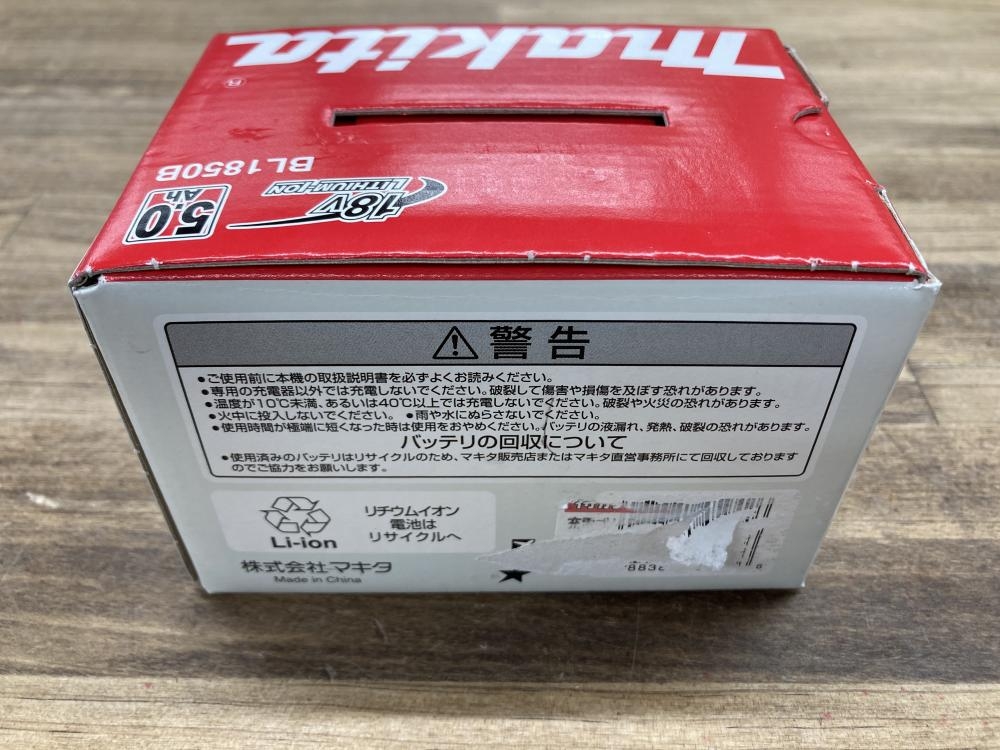 makita
®
BL1850B
18V
LITHIUM-ION
5.0
Ah
警告
●ご使用前に本機の取扱説明書を必ずよくお読みください。
●専用の充電器以外では充電しないでください。破裂して傷害や損傷を及ぼす恐れがあります。
●温度が10℃未満、あるいは40℃以上では充電しないでください。破裂や火災の恐れがあります。
●火中に投入しないでください。 ●雨や水にぬらさないでください。
●使用時間が極端に短くなった時は使用をおやめください。バッテリの液漏れ、発熱、破裂の恐れがあります。
バッテリの回収について
●使用済みのバッテリはリサイクルのため、マキタ販売店またはマキタ直営事務所にて回収しております
のでご協力をお願いします。
Li-ion
リチウムイオン
電池は
リサイクルへ
株式会社マキタ
Made in China
★